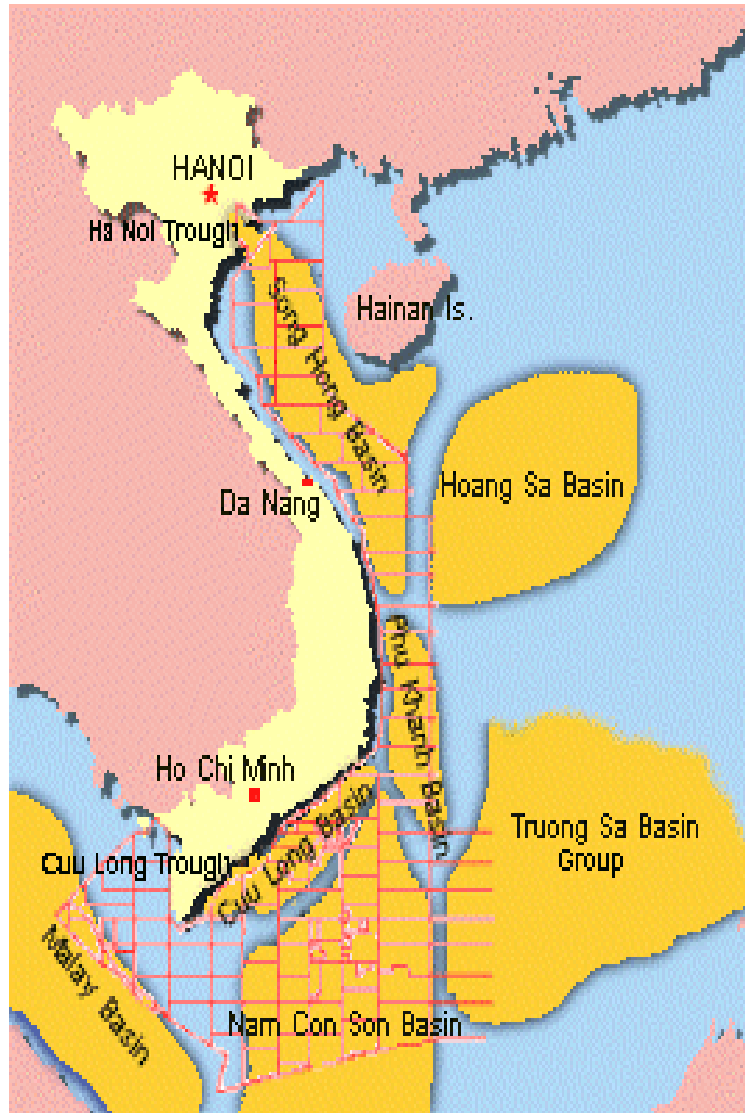 HANOI
Ha Noi Trough
Song Hong Basin
Hainan Is.
Hoang Sa Basin
Da Nang
Phu Khanh Basin
Ho Chi Minh
Truong Sa Basin
Group
Cuu Long Basin
Cuu Long Trough
Malay Basin
Nam Con Son Basin